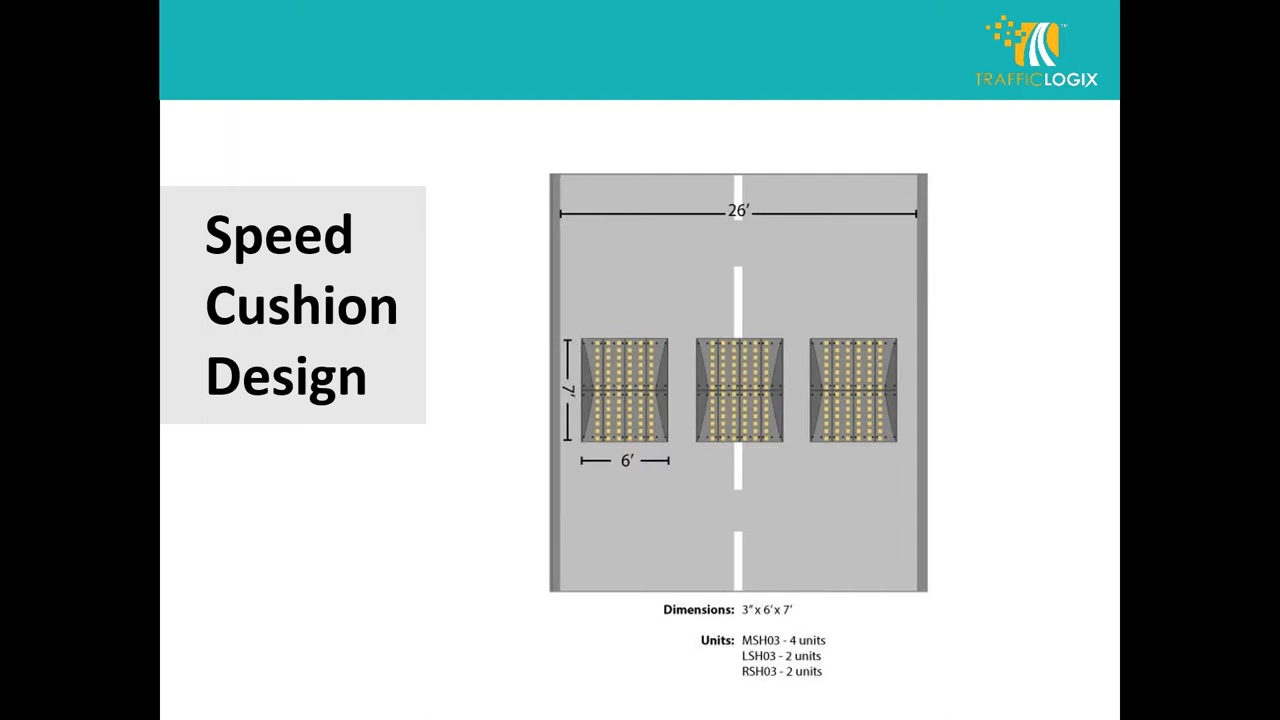 TRAFFICLOGIX™
Speed
Cushion
Design
26'
7'
6'
Dimensions: 3" x 6' x 7'
Units: MSH03 - 4 units
LSH03 - 2 units
RSH03 - 2 units